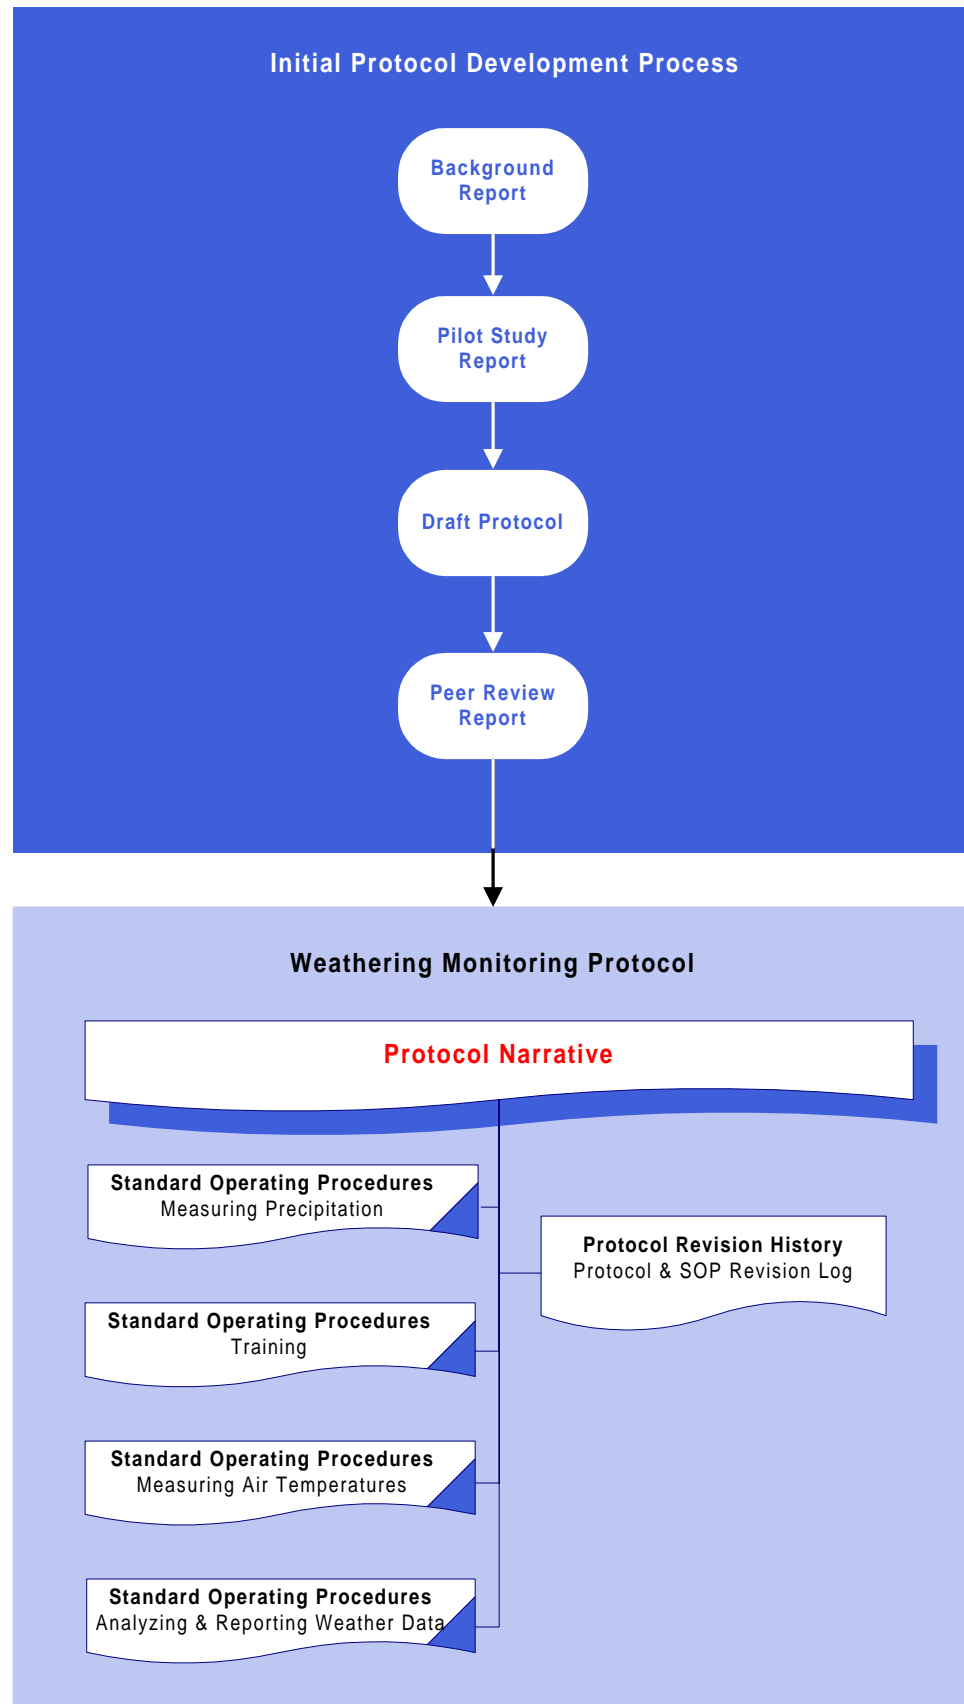 Initial Protocol Development Process
Background
Report
Pilot Study
Report
Draft Protocol
Peer Review
Report
Weathering Monitoring Protocol
Protocol Narrative
Standard Operating Procedures
Measuring Precipitation
Protocol Revision History
Protocol & SOP Revision Log
Standard Operating Procedures
Training
Standard Operating Procedures
Measuring Air Temperatures
Standard Operating Procedures
Analyzing & Reporting Weather Data